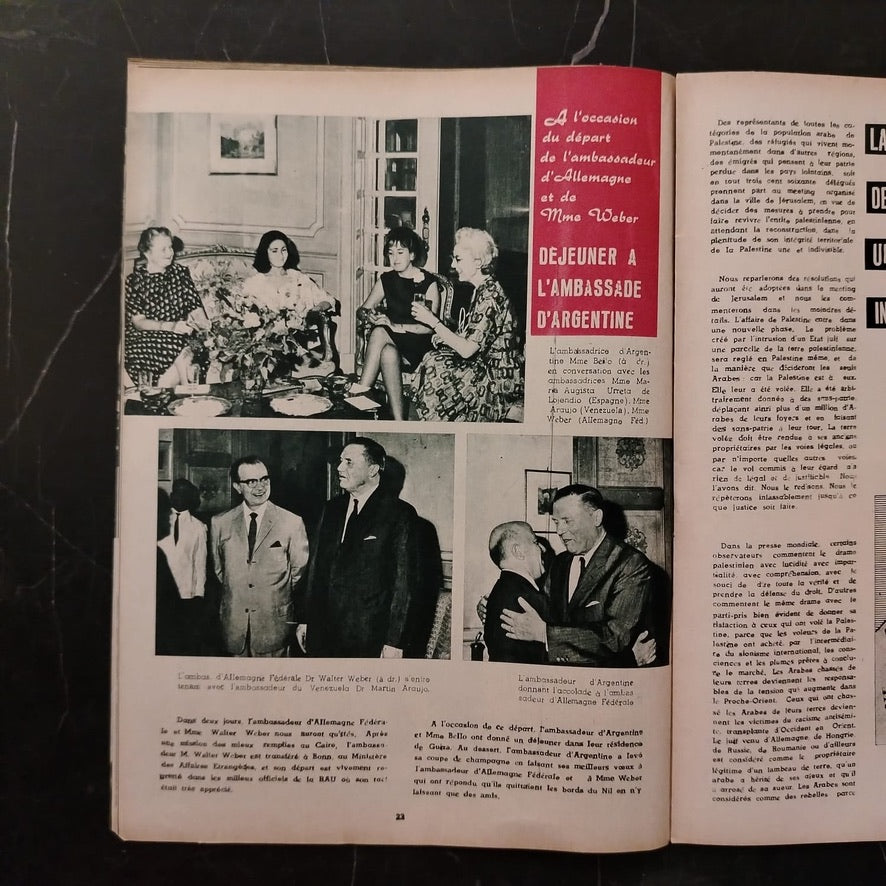 A l'occasion
du départ
de l'ambassadeur
d'Allemagne
et de
Mme Weber
DEJEUNER A
L'AMBASSADE
D'ARGENTINE
L'ambassadrice d'Argen-
tine Mme Bello (à dr.)
en conversation avec les
ambassadrices Mme Ma-
ria Augista Urreta de
Lojendio (Espagne), Mme
Araujo (Venezuela), Mme
Weber (Allemagne Féd.)
L'ambas. d'Allemagne Fédérale Dr Walter Weber (à dr.) s'entre
tenant avec l'ambassadeur du Venezuela Dr Martin Araujo.
L'ambassadeur d'Argentine
donnant l'accolade à l'ambas
sadeur d'Allemagne Fédérale
Dans deux jours, l'ambassadeur d'Allemagne Fédéra-
le et Mme Walter Weber nous auront quittés. Après
une mission des mieux remplies au Caire, l'ambassa-
deur M. Walter Weber est transféré à Bonn, au Ministère
des Affaires Etrangères, et son départ est vivement re-
gretté dans les milieux officiels de la RAU où son tact
était très apprécié.
A l'occasion de ce départ, l'ambassadeur d'Argentine
et Mme Bello ont donné un déjeuner dans leur résidence
de Guiza. Au dessert, l'ambassadeur d'Argentine a levé
sa coupe de champagne en faisant ses meilleurs vœux à
l'ambassadeur d'Allemagne Fédérale et à Mme Weber
qui ont répondu qu'ils quittaient les bords du Nil en n'y
laissant que des amis.
23
Des représentants de toutes les ca-
tégories de la population arabe de
Palestine, des réfugiés qui vivent mo-
mentanément dans d'autres régions,
des émigrés qui pensent à leur patrie
perdue dans les pays lointains, soit
en tout trois cent soixante délégués
prennent part au meeting organisé
dans la ville de Jérusalem, en vue de
décider des mesures à prendre pour
faire revivre l'entité palestinienne, en
attendant la reconstruction, dans la
plénitude de son intégrité territoriale
de la Palestine une et indivisible.
Nous reparlerons des résolutions qui
auront été adoptées dans le meeting
de Jerusalem et nous les com-
menterons dans les moindres dé-
tails. L'affaire de Palestine entre dans
une nouvelle phase. Le problème
créé par l'intrusion d'un Etat juif sur
une parcelle de la terre palestinienne,
sera reglé en Palestine même, et de
la manière que décideront les seuls
Arabes : car la Palestine est à eux.
Elle leur a été volée. Elle a été arbi-
trairement donnée à des sans-patrie,
déplaçant ainsi plus d'un million d'A-
rabes de leurs foyers et en faisant
des sans-patrie à leur tour. La terre
volée doit être rendue à ses anciens
propriétaires par les voies légales, ou
par n'importe quelles autres voies,
car le vol commis à leur égard n'a
rien de légal et de justifiable. Nous
l'avons dit. Nous le redisons. Nous le
répèterons inlassablement jusqu'à ce
que justice soit faite.
Dans la presse mondiale, certains
observateurs commentent le drame
palestinien avec lucidité avec impar-
tialité, avec compréhension, avec le
souci de dire toute la vérité et de
prendre la défense du droit. D'autres
commentent le même drame avec le
parti-pris bien évident de donner sa
tisfaction à ceux qui ont volé la Pales-
tine, parce que les voleurs de la Pa-
lestine ont acheté, par l'intermédiai-
re du sionisme international, les cons-
ciences et les plumes prêtes à conclu-
re le marché. Les Arabes chassés de
leurs terres deviennent les responsa-
bles de la tension qui augmente dans
le Proche-Orient. Ceux qui ont chas-
sé les Arabes de leurs terres devien-
nent les victimes du racisme antisémi-
te, transplanté d'Occident en Orient.
Le juif venu d'Allemagne, de Hongrie,
de Russie, de Roumanie ou d'ailleurs
est considéré comme le propriétaire
légitime d'un lambeau de terre, qu'un
arabe a hérité de ses aïeux et qu'il
a arrosé de sa sueur. Les Arabes sont
considérés comme des rebelles parce
LA
DE
IN